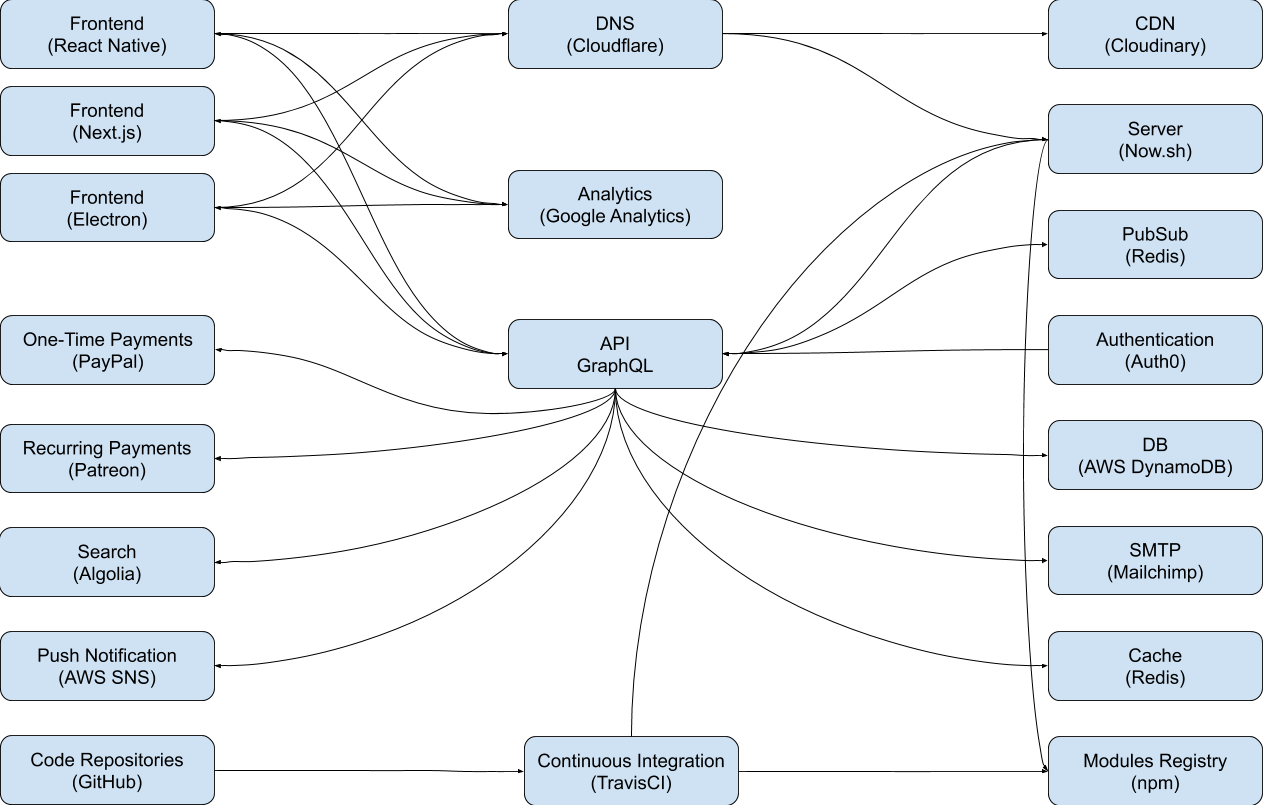 Frontend
(React Native)
DNS
(Cloudflare)
CDN
(Cloudinary)
Frontend
(Next.js)
Server
(Now.sh)
Frontend
(Electron)
Analytics
(Google Analytics)
PubSub
(Redis)
One-Time Payments
(PayPal)
API
GraphQL
Authentication
(Auth0)
Recurring Payments
(Patreon)
DB
(AWS DynamoDB)
Search
(Algolia)
SMTP
(Mailchimp)
Push Notification
(AWS SNS)
Cache
(Redis)
Code Repositories
(GitHub)
Continuous Integration
(TravisCI)
Modules Registry
(npm)